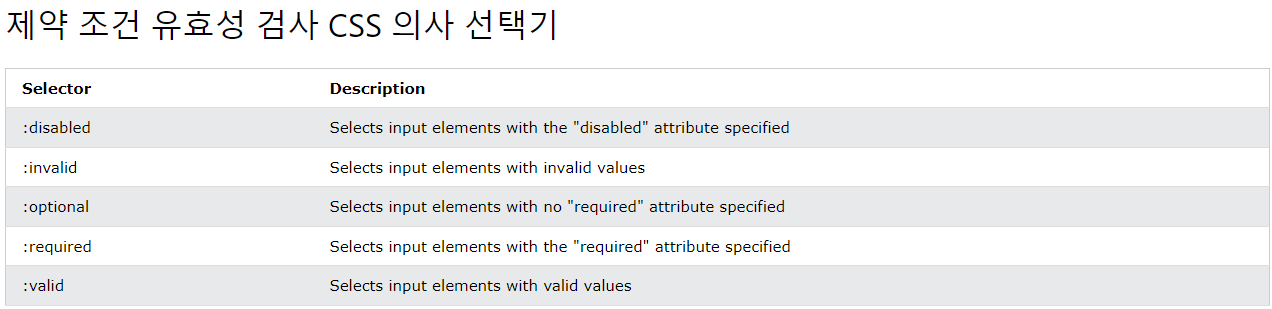 제약 조건 유효성 검사 CSS 의사 선택기
Selector Description
:disabled Selects input elements with the "disabled" attribute specified
:invalid Selects input elements with invalid values
:optional Selects input elements with no "required" attribute specified
:required Selects input elements with the "required" attribute specified
:valid Selects input elements with valid values